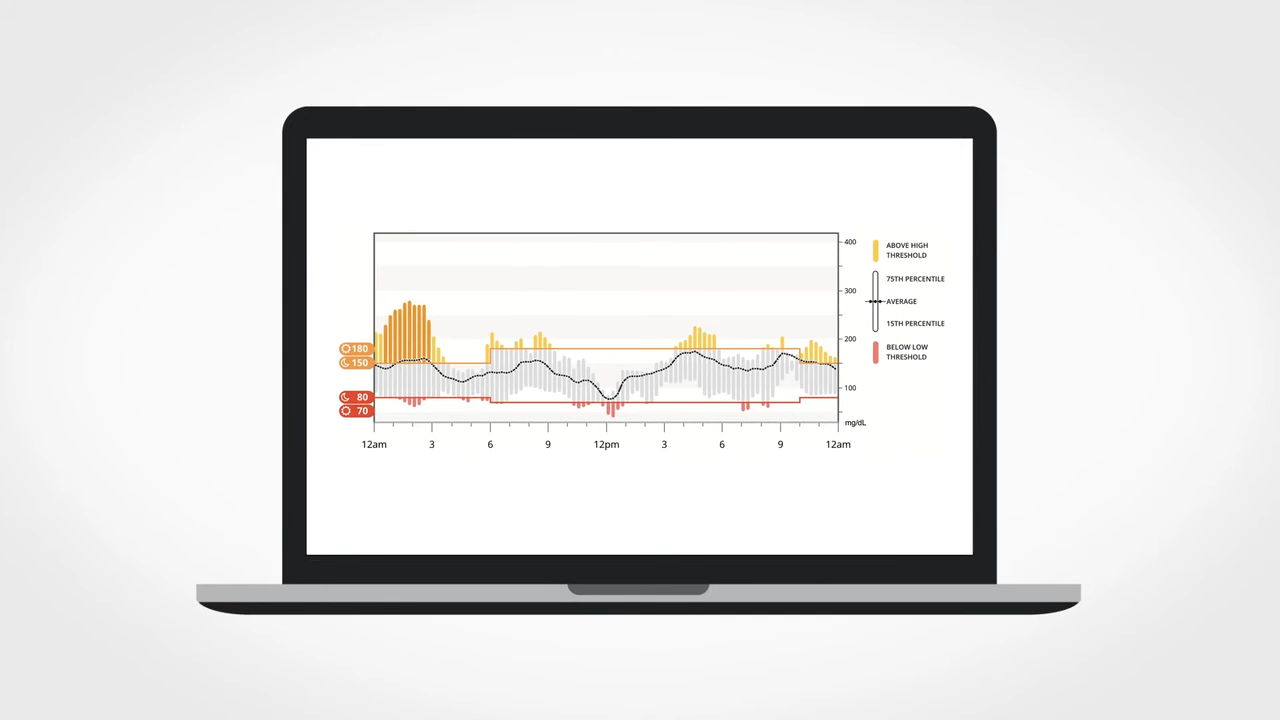 400
300
200
100
mg/dL
180
150
80
70
12am 3 6 9 12pm 3 6 9 12am
ABOVE HIGH
THRESHOLD
75TH PERCENTILE
AVERAGE
15TH PERCENTILE
BELOW LOW
THRESHOLD